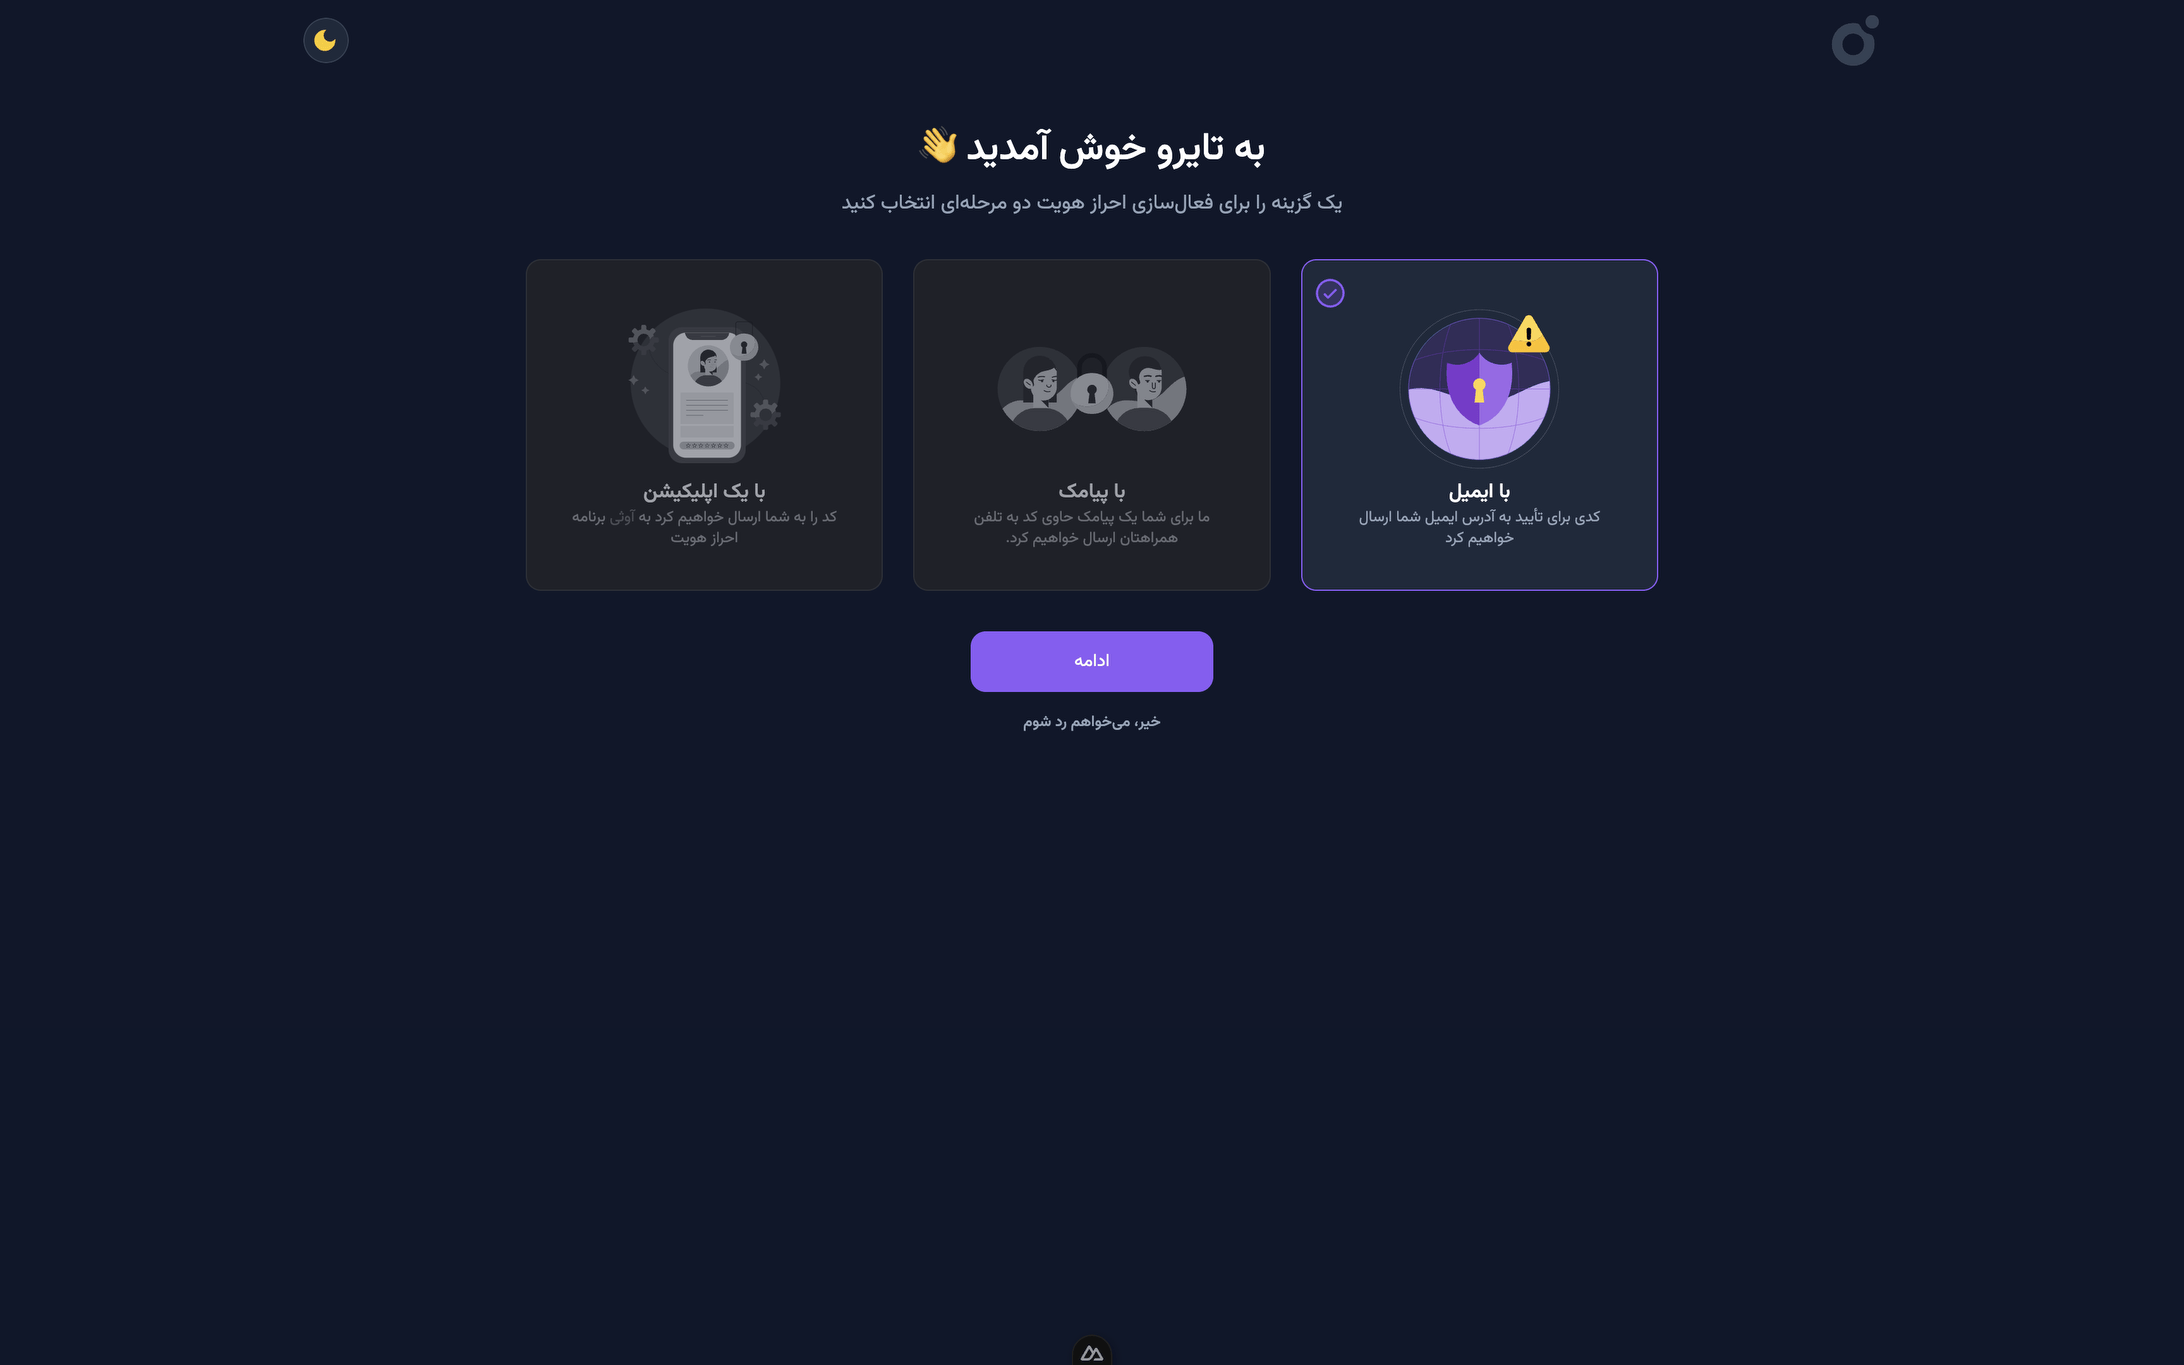 به تایرو خوش آمدید 👋
یک گزینه را برای فعال‌سازی احراز هویت دو مرحله‌ای انتخاب کنید
با ایمیل
کدی برای تأیید به آدرس ایمیل شما ارسال
خواهیم کرد
با پیامک
ما برای شما یک پیامک حاوی کد به تلفن
همراهتان ارسال خواهیم کرد.
با یک اپلیکیشن
کد را به شما ارسال خواهیم کرد به آوثی برنامه
احراز هویت
ادامه
خیر، می‌خواهم رد شوم